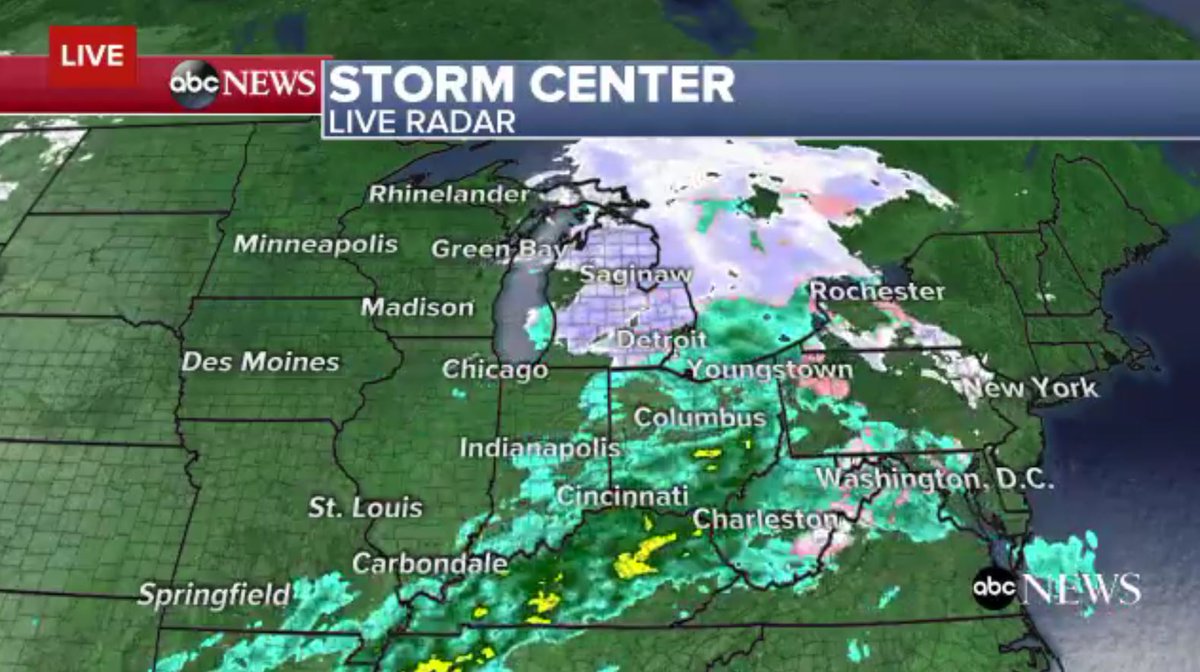 LIVE
abc NEWS
STORM CENTER
LIVE RADAR
Rhinelander
Minneapolis
Green Bay
Saginaw
Rochester
Madison
Detroit
Des Moines
Chicago
Youngstown
New York
Columbus
Indianapolis
Washington, D.C.
Cincinnati
St. Louis
Charleston
Carbondale
Springfield
abc NEWS